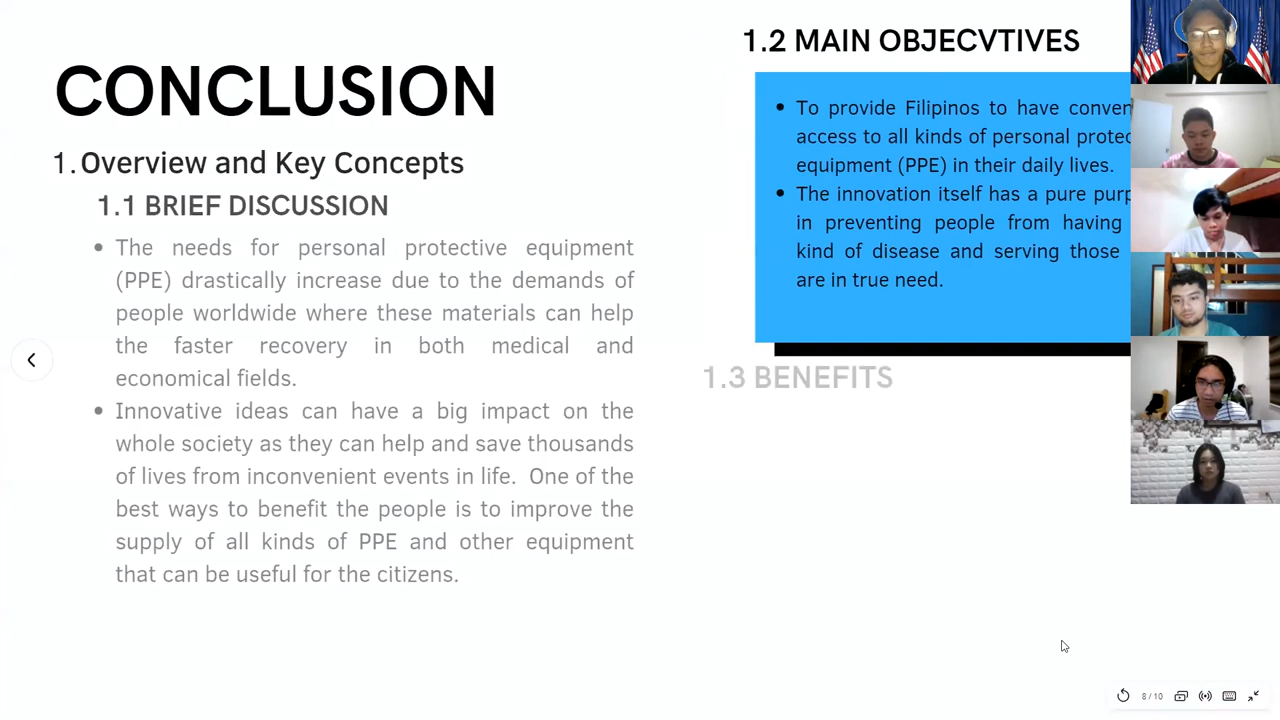 CONCLUSION
1. Overview and Key Concepts
1.1 BRIEF DISCUSSION
• The needs for personal protective equipment
(PPE) drastically increase due to the demands of
people worldwide where these materials can help
the faster recovery in both medical and
economical fields.
• Innovative ideas can have a big impact on the
whole society as they can help and save thousands
of lives from inconvenient events in life. One of the
best ways to benefit the people is to improve the
supply of all kinds of PPE and other equipment
that can be useful for the citizens.
1.2 MAIN OBJECVTIVES
• To provide Filipinos to have
access to all kinds of personal
equipment (PPE) in their daily lives.
• The innovation itself has a pure
in preventing people from having
kind of disease and serving those
are in true need.
1.3 BENEFITS
8 / 10